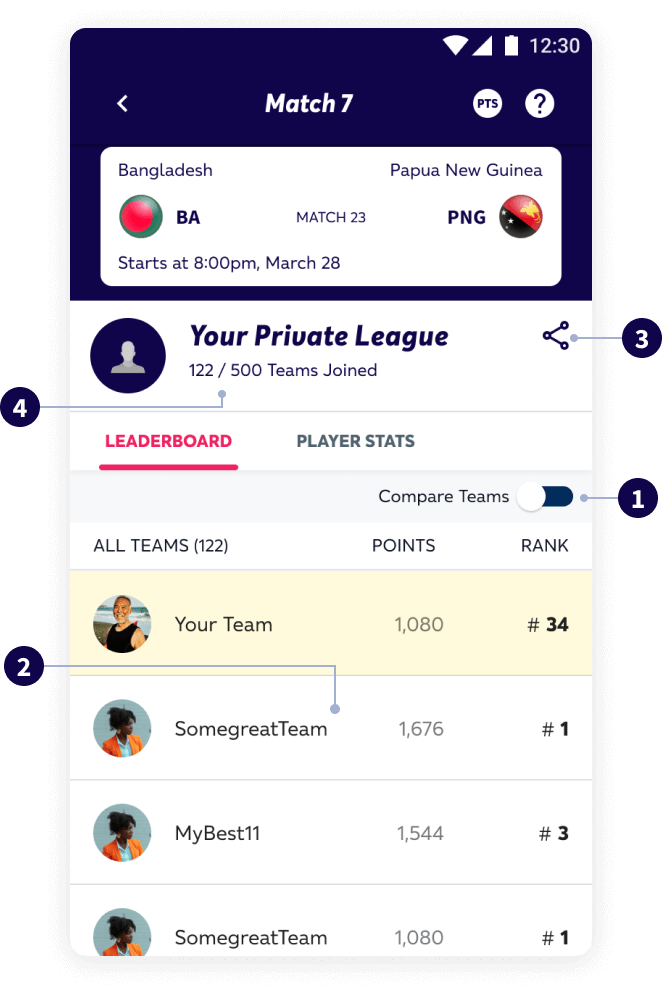 12:30
Match 7
PTS
?
Bangladesh Papua New Guinea
BA MATCH 23 PNG
Starts at 8:00pm, March 28
Your Private League
3
122 / 500 Teams Joined
4
LEADERBOARD PLAYER STATS
Compare Teams
1
ALL TEAMS (122) POINTS RANK
Your Team 1,080 # 34
2
SomegreatTeam 1,676 # 1
MyBest11 1,544 # 3
SomegreatTeam 1,080 # 1